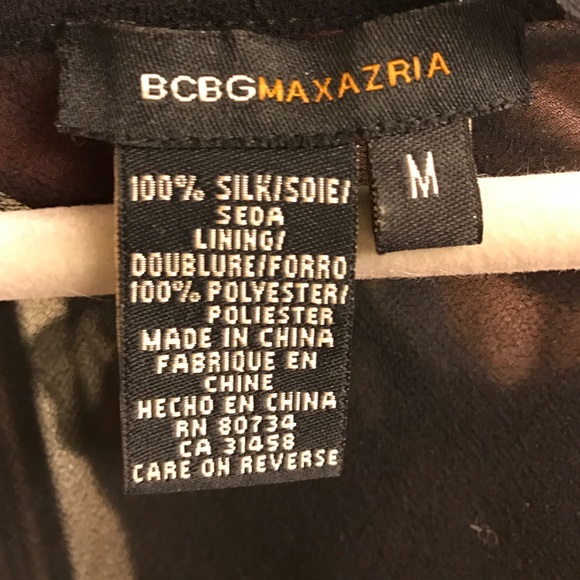 BCBGMAXAZRIA
M
100% SILK/SOIE/
SEDA
LINING/
DOUBLURE/FORRO
100% POLYESTER/
POLIESTER
MADE IN CHINA
FABRIQUE EN
CHINE
HECHO EN CHINA
RN 80734
CA 31458
CARE ON REVERSE